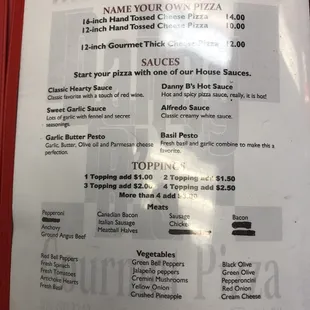 NAME YOUR OWN PIZZA
16-inch Hand Tossed Cheese Pizza 14.00
12-inch Hand Tossed Cheese Pizza 10.00
12-inch Gourmet Thick Cheese Pizza 12.00
SAUCES
Start your pizza with one of our House Sauces.
Classic Hearty Sauce
Classic favorite with a touch of red wine.
Danny B's Hot Sauce
Hot and spicy pizza sauce, really, it is hot!
Sweet Garlic Sauce
Lots of garlic with fennel and secret
seasonings.
Alfredo Sauce
Classic creamy white sauce.
Garlic Butter Pesto
Garlic, Butter, Olive oil and Parmesan cheese
perfection.
Basil Pesto
Fresh basil and garlic combine to make this a
favorite.
TOPPINGS
1 Topping add $1.00 2 Topping add $1.50
3 Topping add $2.00 4 Topping add $2.50
More than 4 add
Meats
Pepperoni
Anchovy
Ground Angus Beef
Canadian Bacon
Italian Sausage
Meatball Halves
Sausage
Bacon
Vegetables
Red Bell Peppers
Fresh Spinach
Fresh Tomatoes
Artichoke Hearts
Fresh Basil
Green Bell Peppers
Jalapeño peppers
Cremini Mushrooms
Yellow Onion
Crushed Pineapple
Black Olive
Green Olive
Pepperoncini
Red Onion
Cream Cheese
Pizza